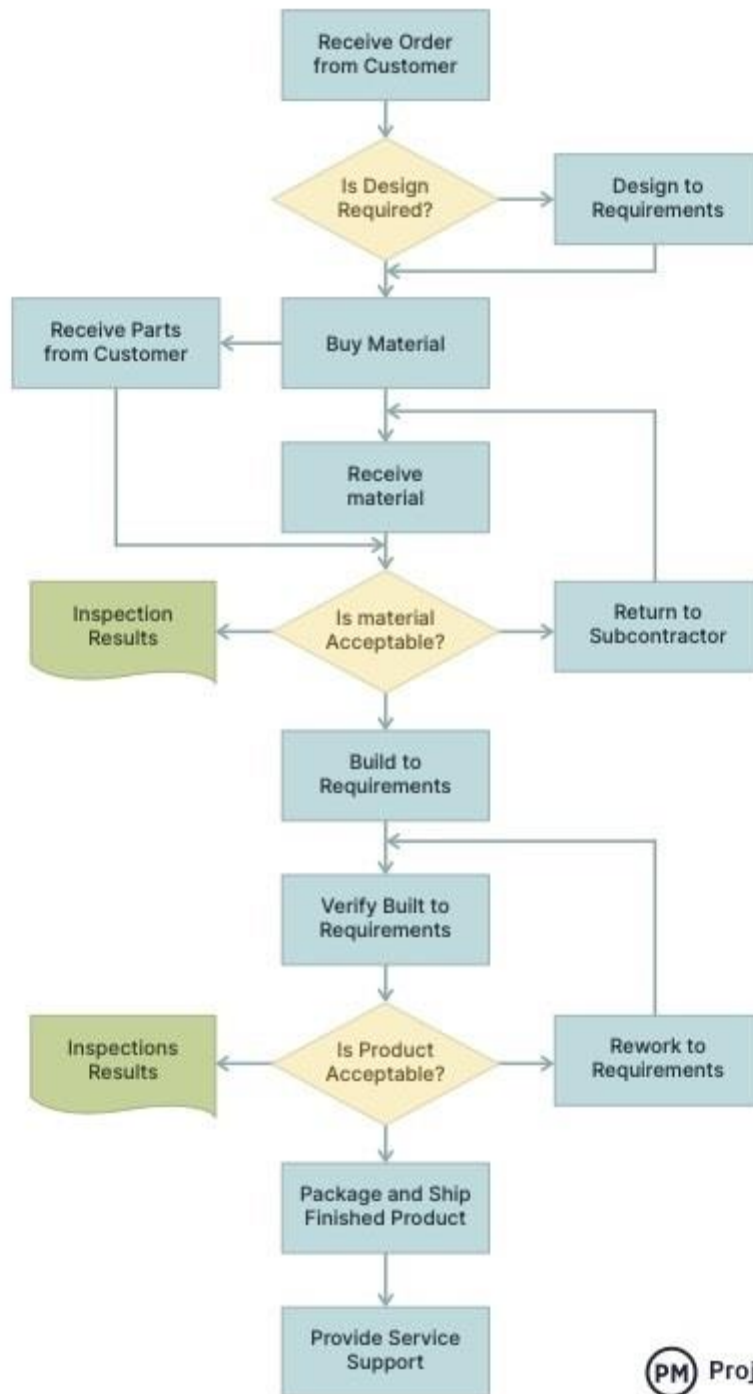 Receive Order
from Customer
Is Design
Required?
Design to
Requirements
Receive Parts
from Customer
Buy Material
Receive
material
Inspection
Results
Is material
Acceptable?
Return to
Subcontractor
Build to
Requirements
Verify Built to
Requirements
Inspections
Results
Is Product
Acceptable?
Rework to
Requirements
Package and Ship
Finished Product
Provide Service
Support
PM Proj